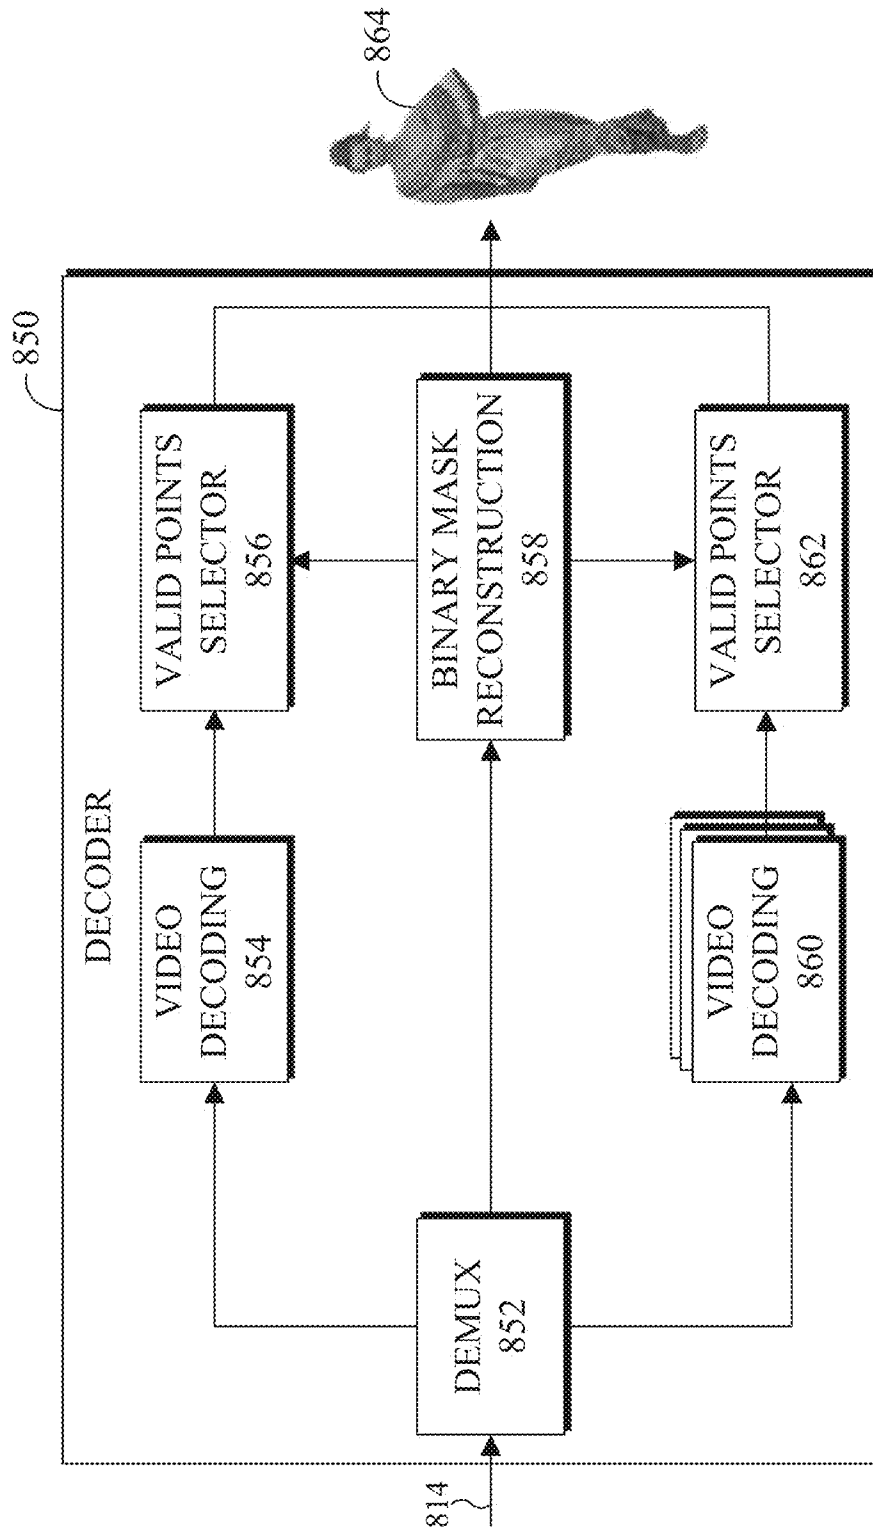 850
DECODER
814
DEMUX
852
VIDEO
DECODING
854
VALID POINTS
SELECTOR
856
BINARY MASK
RECONSTRUCTION
858
VIDEO
DECODING
860
VALID POINTS
SELECTOR
862
864